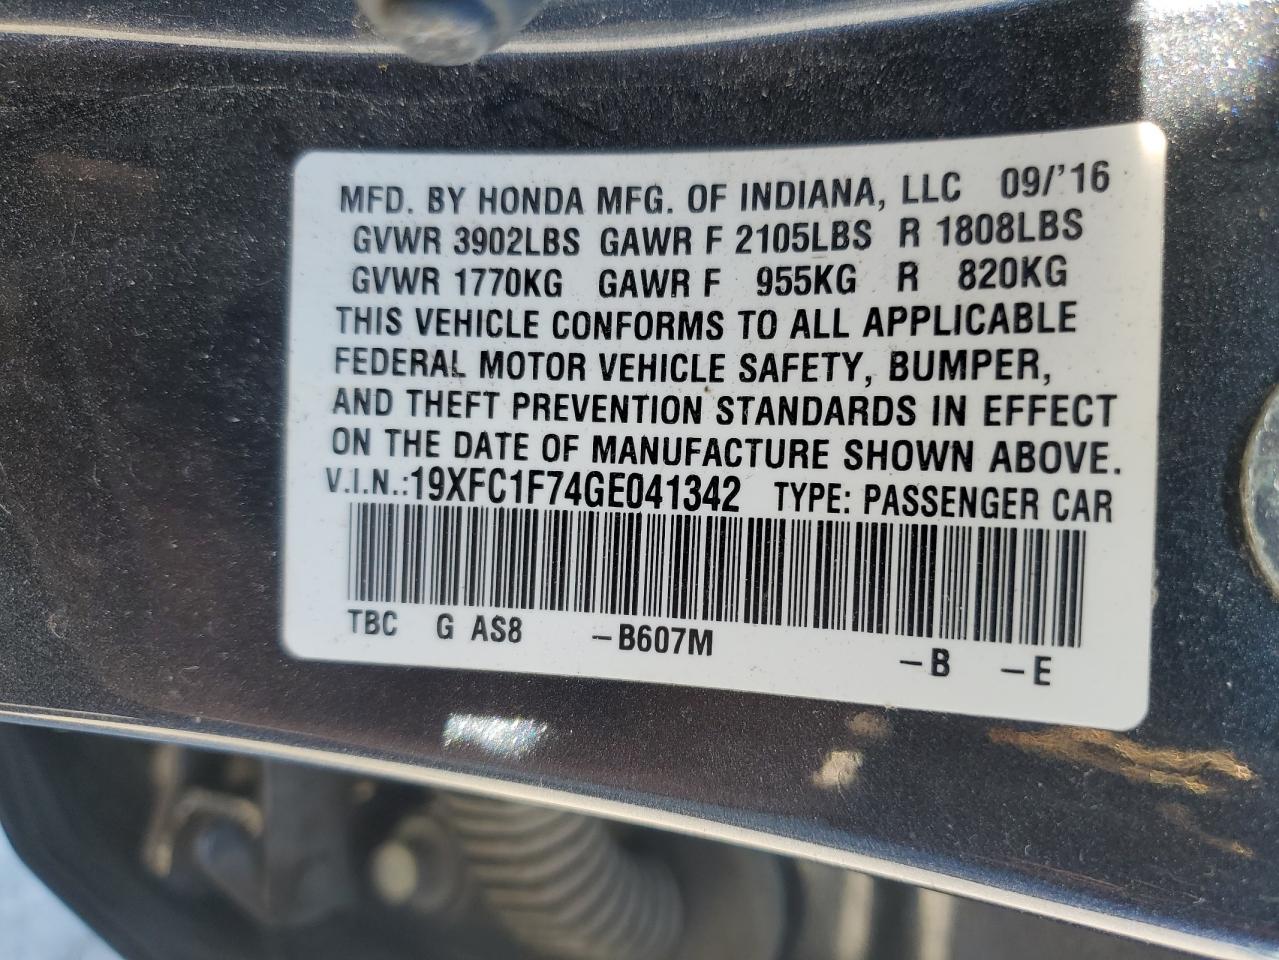 MFD. BY HONDA MFG. OF INDIANA, LLC 09/'16
GVWR 3902LBS GAWR F 2105LBS R 1808LBS
GVWR 1770KG GAWR F 955KG R 820KG
THIS VEHICLE CONFORMS TO ALL APPLICABLE
FEDERAL MOTOR VEHICLE SAFETY, BUMPER,
AND THEFT PREVENTION STANDARDS IN EFFECT
ON THE DATE OF MANUFACTURE SHOWN ABOVE.
V.I.N.:19XFC1F74GE041342 TYPE: PASSENGER CAR
TBC G AS8 –B607M –B –E